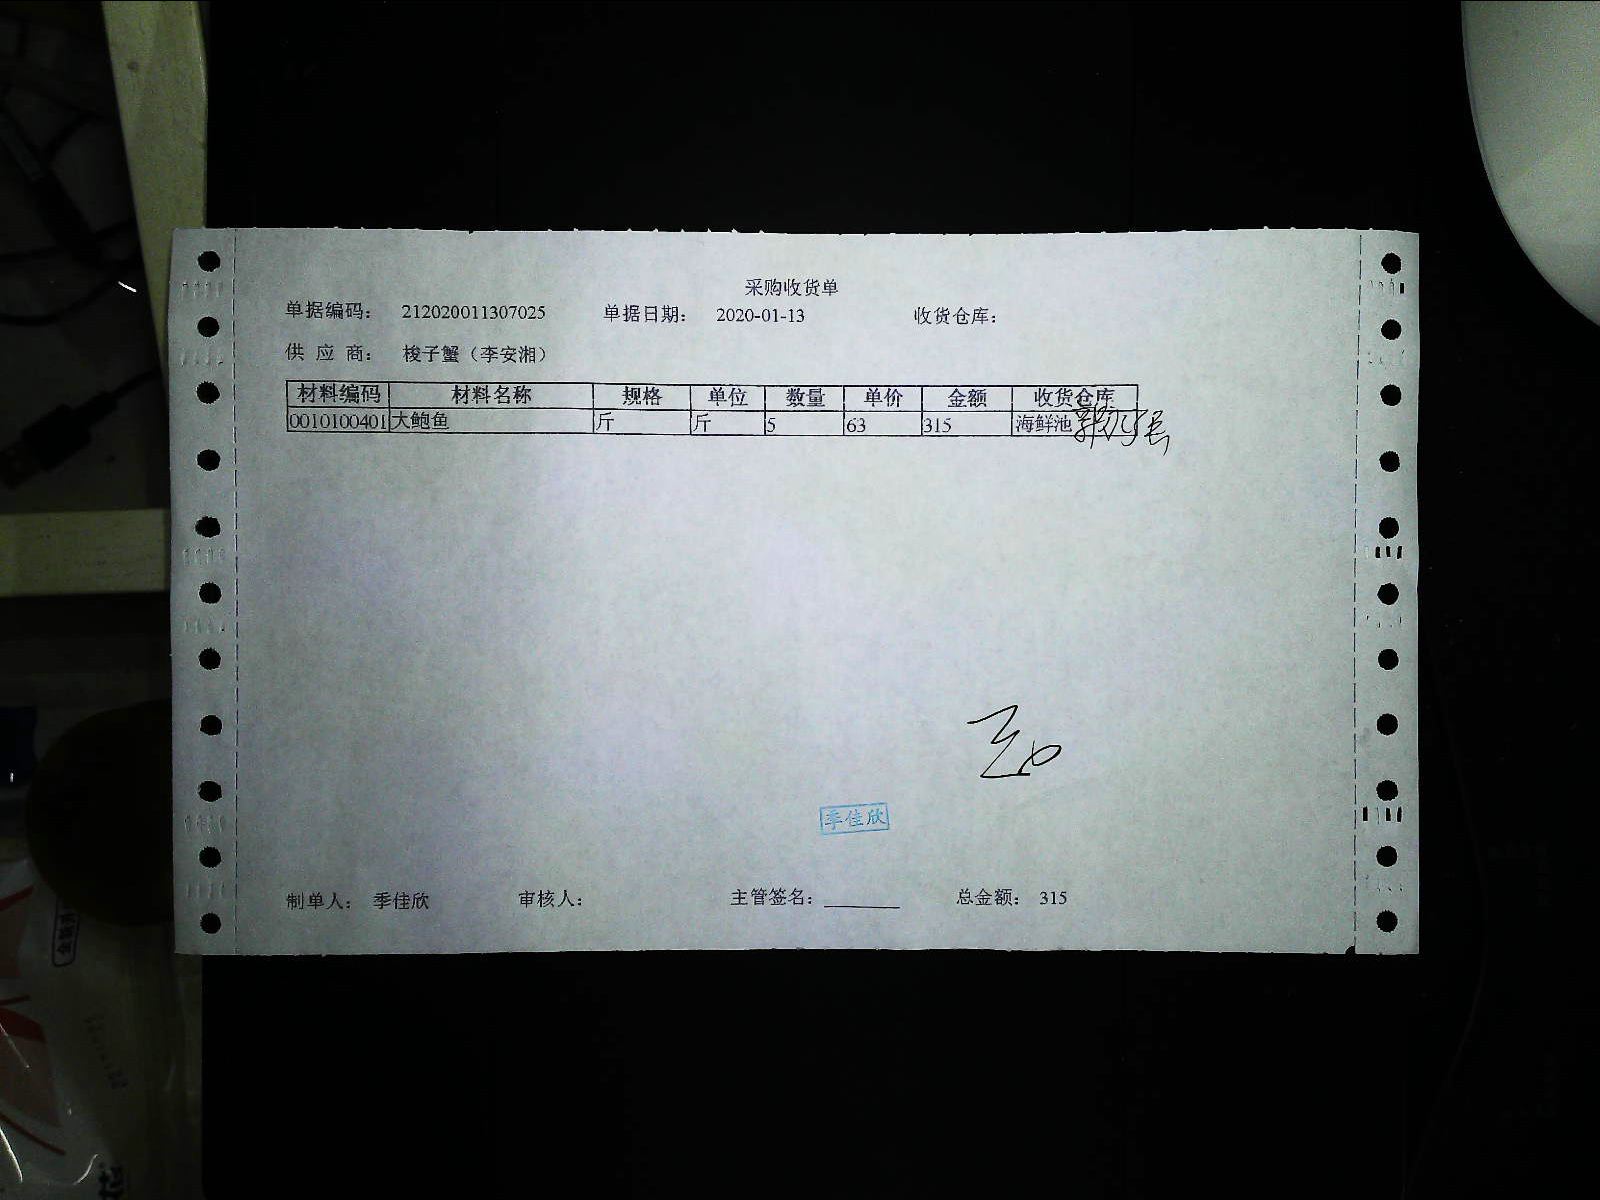 采购收货单
单据编码： 212020011307025 单据日期： 2020-01-13 收货仓库：
供 应 商： 梭子蟹（李安湘）
材料编码 材料名称 规格 单位 数量 单价 金额 收货仓库
0010100401 大鲍鱼 斤 斤 5 63 315 海鲜池
季佳欣
制单人： 季佳欣 审核人： 主管签名： 总金额： 315